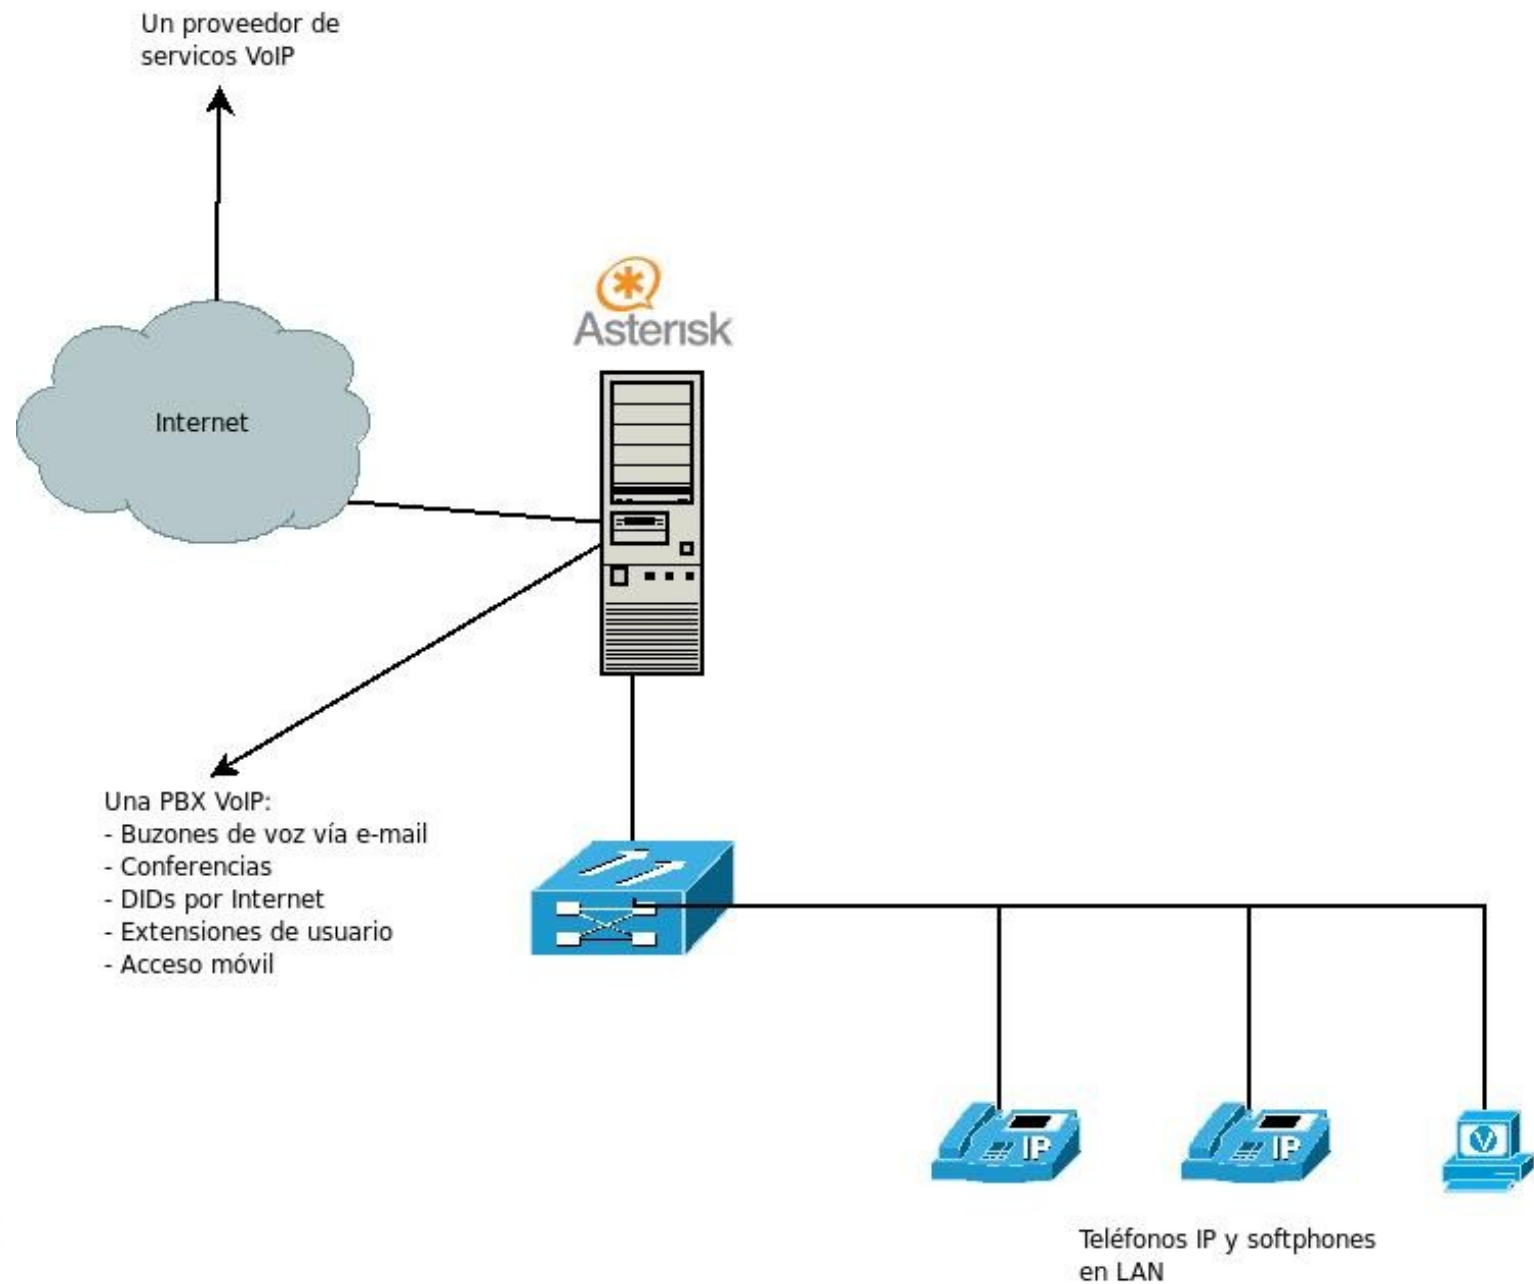 Un proveedor de
servicos VoIP
Asterisk
Internet
Una PBX VoIP:
- Buzones de voz vía e-mail
- Conferencias
- DIDs por Internet
- Extensiones de usuario
- Acceso móvil
IP
IP
V
Teléfonos IP y softphones
en LAN